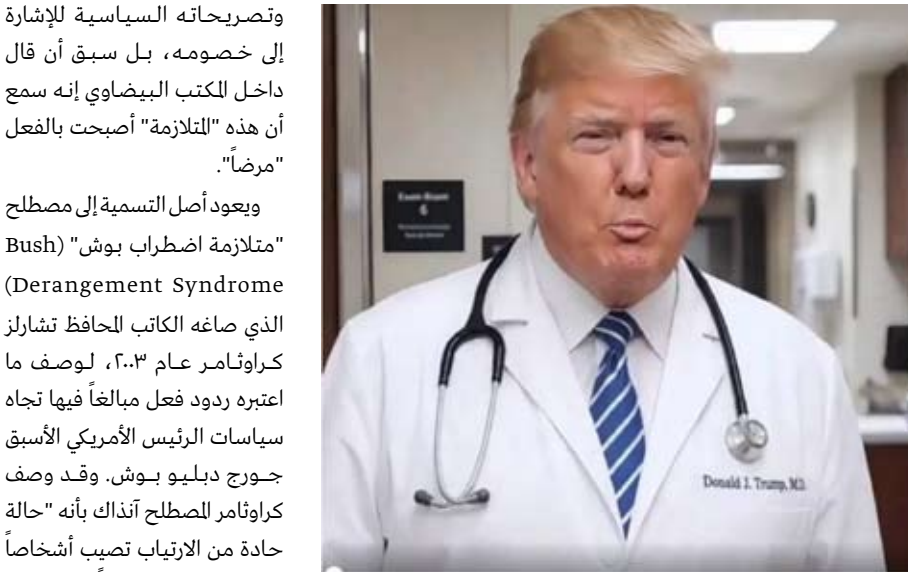 وتصريحاته السياسية للإشارة
إلى خصومه، بل سبق أن قال
داخل المكتب البيضاوي إنه سمع
أن هذه "المتلازمة" أصبحت بالفعل
"مرضاً".
ويعود أصل التسمية إلى مصطلح
"متلازمة اضطراب بوش" (Bush
Derangement Syndrome)
الذي صاغه الكاتب المحافظ تشارلز
كراوثامر عام ٢٠٠٣، لوصف ما
اعتبره ردود فعل مبالغاً فيها تجاه
سياسات الرئيس الأمريكي الأسبق
جورج دبليو بوش. وقد وصف
كراوثامر المصطلح آنذاك بأنه "حالة
حادة من الارتياب تصيب أشخاصاً
Exam Room
6
Donald J. Trump, M.D.